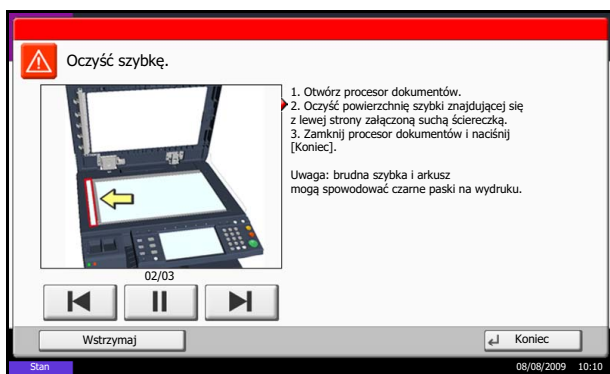 Oczyść szybkę.
1. Otwórz procesor dokumentów.
2. Oczyść powierzchnię szybki znajdującej się
z lewej strony załączoną suchą ściereczką.
3. Zamknij procesor dokumentów i naciśnij
[Koniec].
Uwaga: brudna szybka i arkusz
mogą spowodować czarne paski na wydruku.
02/03
Wstrzymaj
Koniec
Stan
08/08/2009 10:10